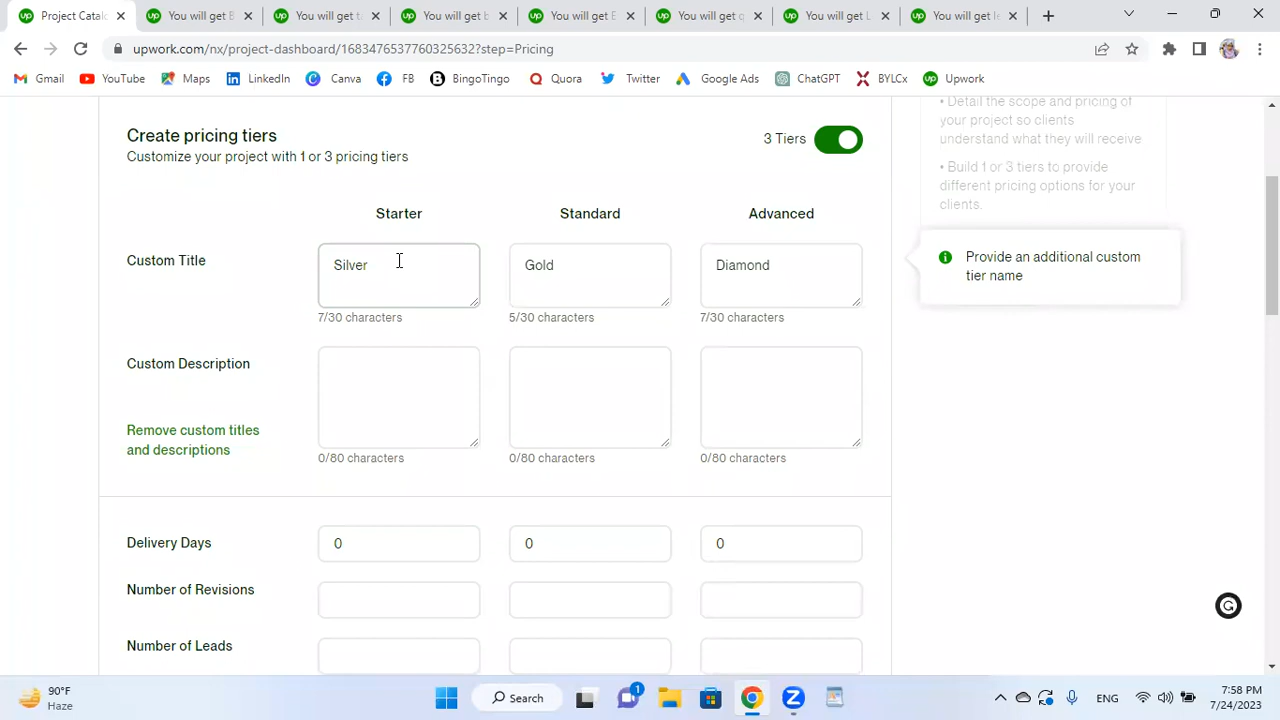 Project Catal
You will get B
You will get t
You will get b
You will get E
You will get q
You will get L
You will get le
upwork.com/nx/project-dashboard/1683476537760325632?step=Pricing
Gmail
YouTube
Maps
LinkedIn
Canva
FB
BingoTingo
Quora
Twitter
Google Ads
ChatGPT
BYLCx
Upwork
• Detail the scope and pricing of
your project so clients
understand what they will receive
• Build 1 or 3 tiers to provide
different pricing options for your
clients.
Create pricing tiers
Customize your project with 1 or 3 pricing tiers
3 Tiers
Starter
Standard
Advanced
Custom Title
Silver
Gold
Diamond
7/30 characters
5/30 characters
7/30 characters
Provide an additional custom
tier name
Custom Description
Remove custom titles
and descriptions
0/80 characters
0/80 characters
0/80 characters
Delivery Days
0
0
0
Number of Revisions
Number of Leads
90°F
Haze
Search
1
ENG
7:58 PM
7/24/2023